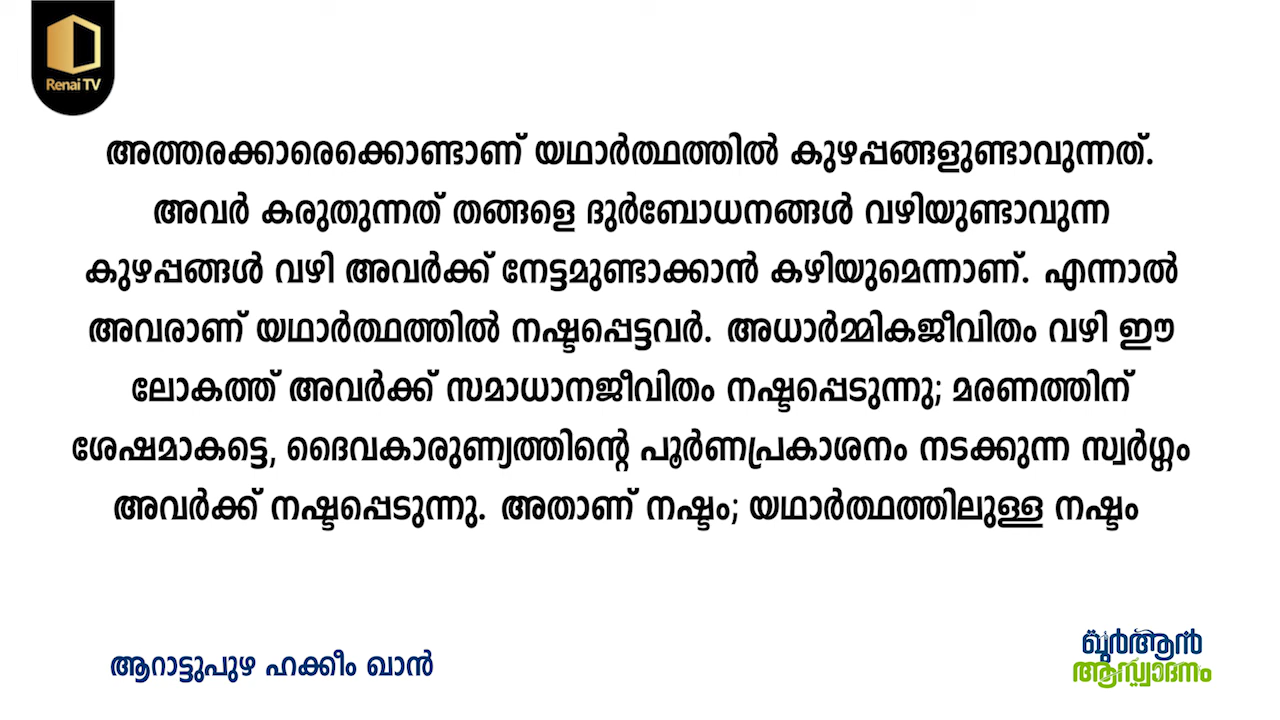 Renai TV
അത്തരക്കാരെക്കൊണ്ടാണ് യഥാർത്ഥത്തിൽ കുഴപ്പങ്ങളുണ്ടാവുന്നത്.
അവർ കരുതുന്നത് തങ്ങളെ ദുർബോധനങ്ങൾ വഴിയുണ്ടാവുന്ന
കുഴപ്പങ്ങൾ വഴി അവർക്ക് നേട്ടമുണ്ടാക്കാൻ കഴിയുമെന്നാണ്. എന്നാൽ
അവരാണ് യഥാർത്ഥത്തിൽ നഷ്ടപ്പെട്ടവർ. അധാർമ്മികജീവിതം വഴി ഈ
ലോകത്ത് അവർക്ക് സമാധാനജീവിതം നഷ്ടപ്പെടുന്നു; മരണത്തിന്
ശേഷമാകട്ടെ, ദൈവകാരുണ്യത്തിന്റെ പൂർണപ്രകാശനം നടക്കുന്ന സ്വർഗ്ഗം
അവർക്ക് നഷ്ടപ്പെടുന്നു. അതാണ് നഷ്ടം; യഥാർത്ഥത്തിലുള്ള നഷ്ടം
ആറാട്ടുപുഴ ഹക്കീം ഖാൻ
ഖുർആൻ
ആസ്വാദനം